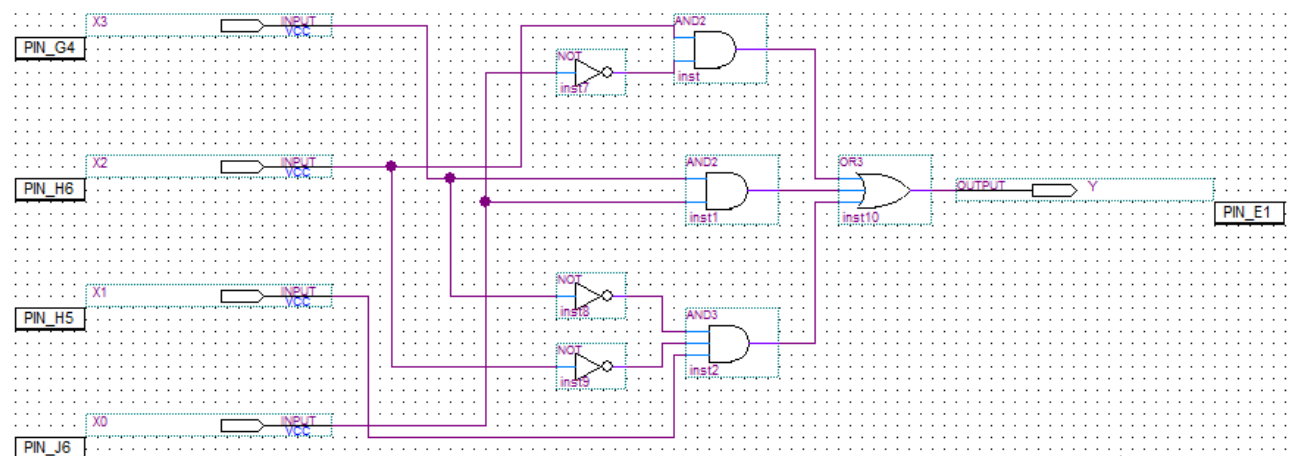 X3
INPUT
VCC
PIN_G4
AND2
inst
NOT
inst7
X2
INPUT
VCC
PIN_H6
AND2
inst1
OR3
inst10
OUTPUT
Y
PIN_E1
X1
INPUT
VCC
PIN_H5
NOT
inst8
AND3
inst2
NOT
inst9
X0
INPUT
VCC
PIN_J6